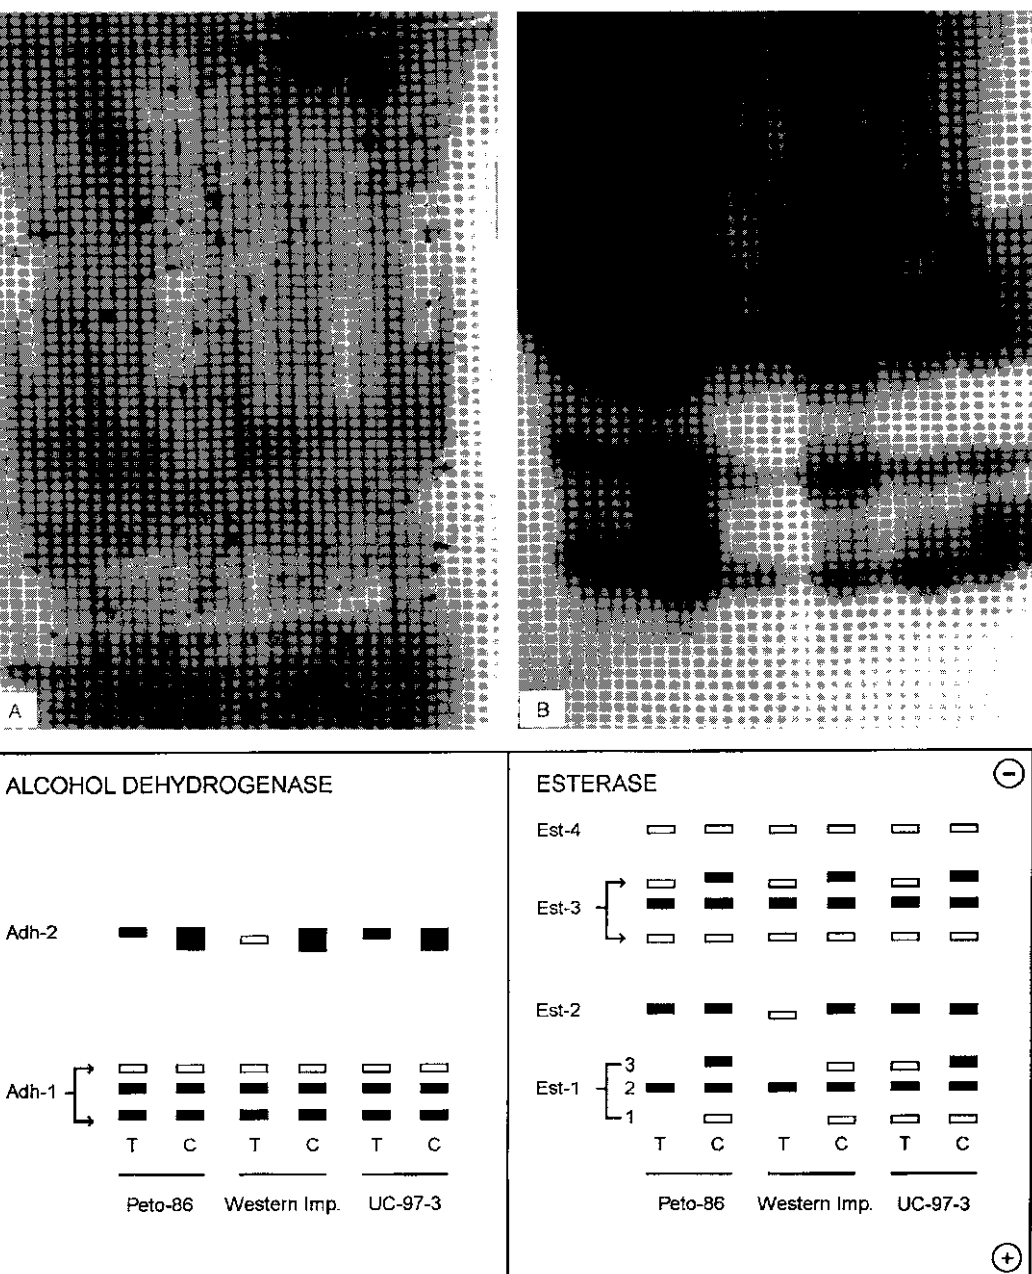 A
B
ALCOHOL DEHYDROGENASE
Adh-2
Adh-1
T C T C T C
Peto-86 Western Imp. UC-97-3
ESTERASE
−
Est-4
Est-3
Est-2
3
Est-1 2
1
T C T C T C
Peto-86 Western Imp. UC-97-3
+